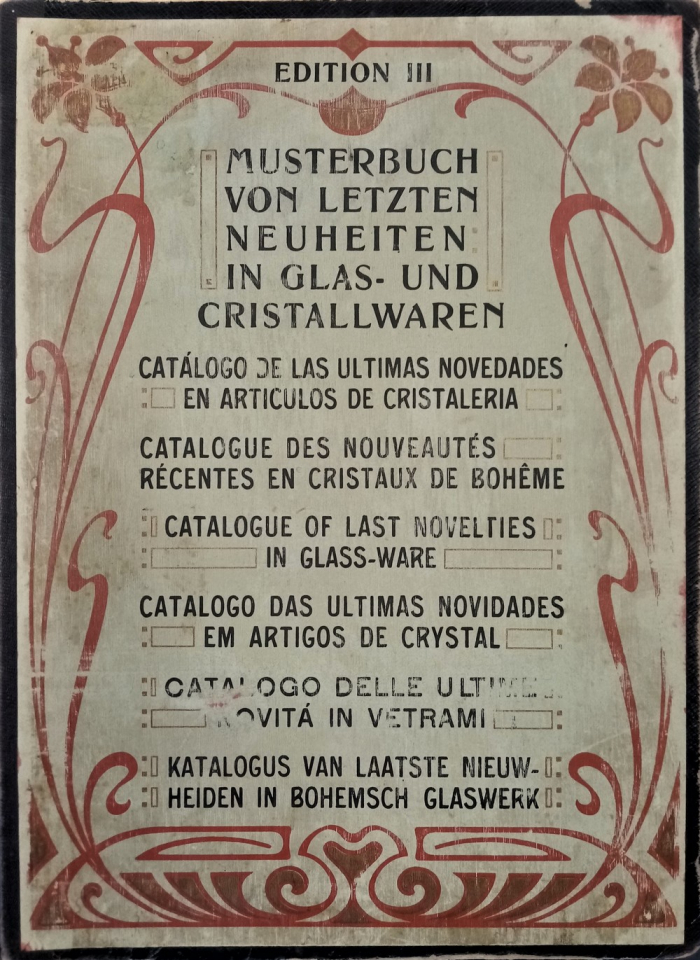 EDITION III
MUSTERBUCH
VON LETZTEN
NEUHEITEN
IN GLAS- UND
CRISTALLWAREN
CATÁLOGO DE LAS ULTIMAS NOVEDADES
EN ARTICULOS DE CRISTALERIA
CATALOGUE DES NOUVEAUTÉS
RÉCENTES EN CRISTAUX DE BOHÊME
CATALOGUE OF LAST NOVELTIES
IN GLASS-WARE
CATALOGO DAS ULTIMAS NOVIDADES
EM ARTIGOS DE CRYSTAL
CATALOGO DELLE ULTIME
NOVITÁ IN VETRAMI
KATALOGUS VAN LAATSTE NIEUW-
HEIDEN IN BOHEMSCH GLASWERK